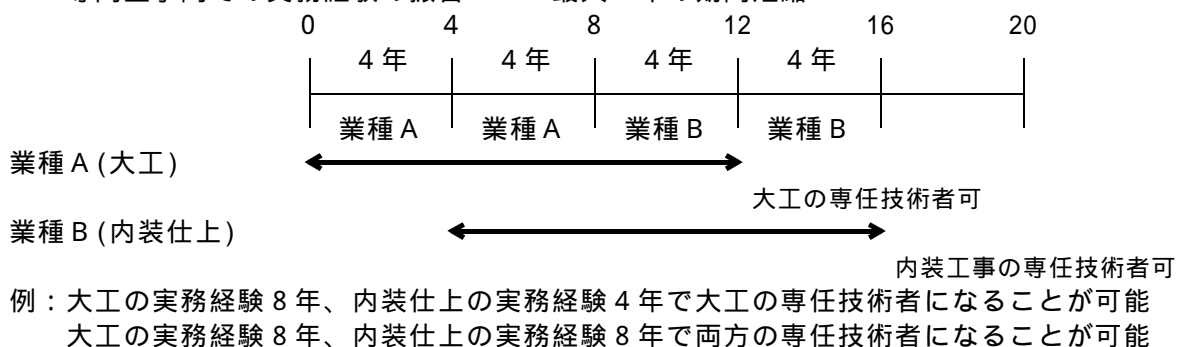 0 4 8 12 16 20
4年 4年 4年 4年
業種A 業種A 業種B 業種B
業種A(大工)
大工の専任技術者可
業種B(内装仕上)
内装工事の専任技術者可
例：大工の実務経験8年、内装仕上の実務経験4年で大工の専任技術者になることが可能
大工の実務経験8年、内装仕上の実務経験8年で両方の専任技術者になることが可能